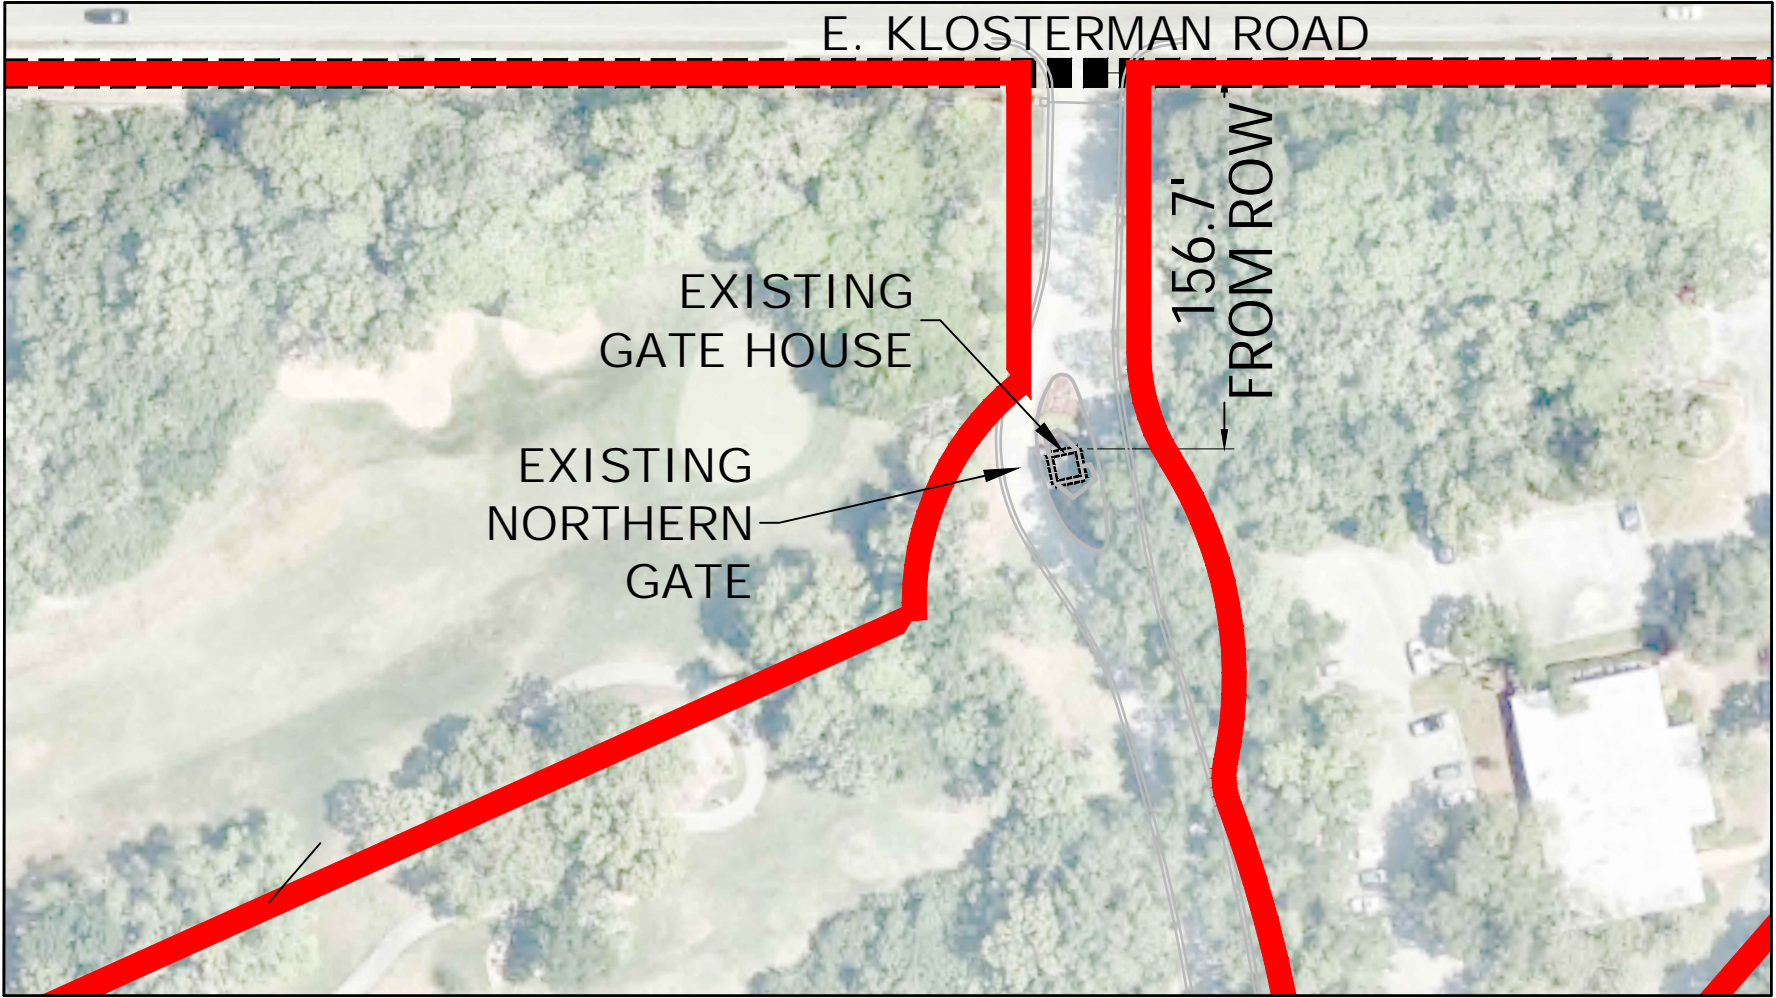 E. KLOSTERMAN ROAD
156.7'
FROM ROW
EXISTING
GATE HOUSE
EXISTING
NORTHERN
GATE